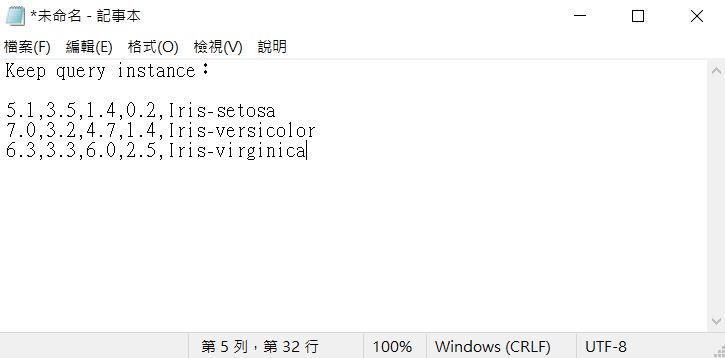 *未命名 - 記事本
檔案(F) 編輯(E) 格式(O) 檢視(V) 說明
Keep query instance：
5.1,3.5,1.4,0.2,Iris-setosa
7.0,3.2,4.7,1.4,Iris-versicolor
6.3,3.3,6.0,2.5,Iris-virginica
第 5 列，第 32 行 100% Windows (CRLF) UTF-8